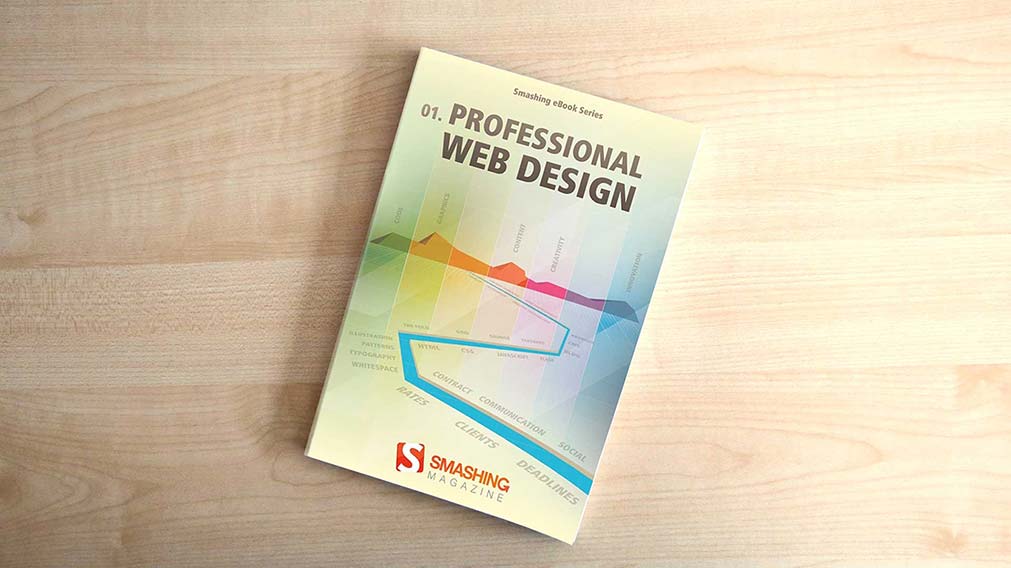 Smashing eBook Series
01. PROFESSIONAL
WEB DESIGN
CODE
GRAPHICS
CONTENT
CREATIVITY
INNOVATION
ILLUSTRATION
PATTERNS
TYPOGRAPHY
WHITESPACE
HTML
CSS
JAVASCRIPT
FLASH
CONTRACT
COMMUNICATION
SOCIAL
RATES
CLIENTS
DEADLINES
S
SMASHING
MAGAZINE